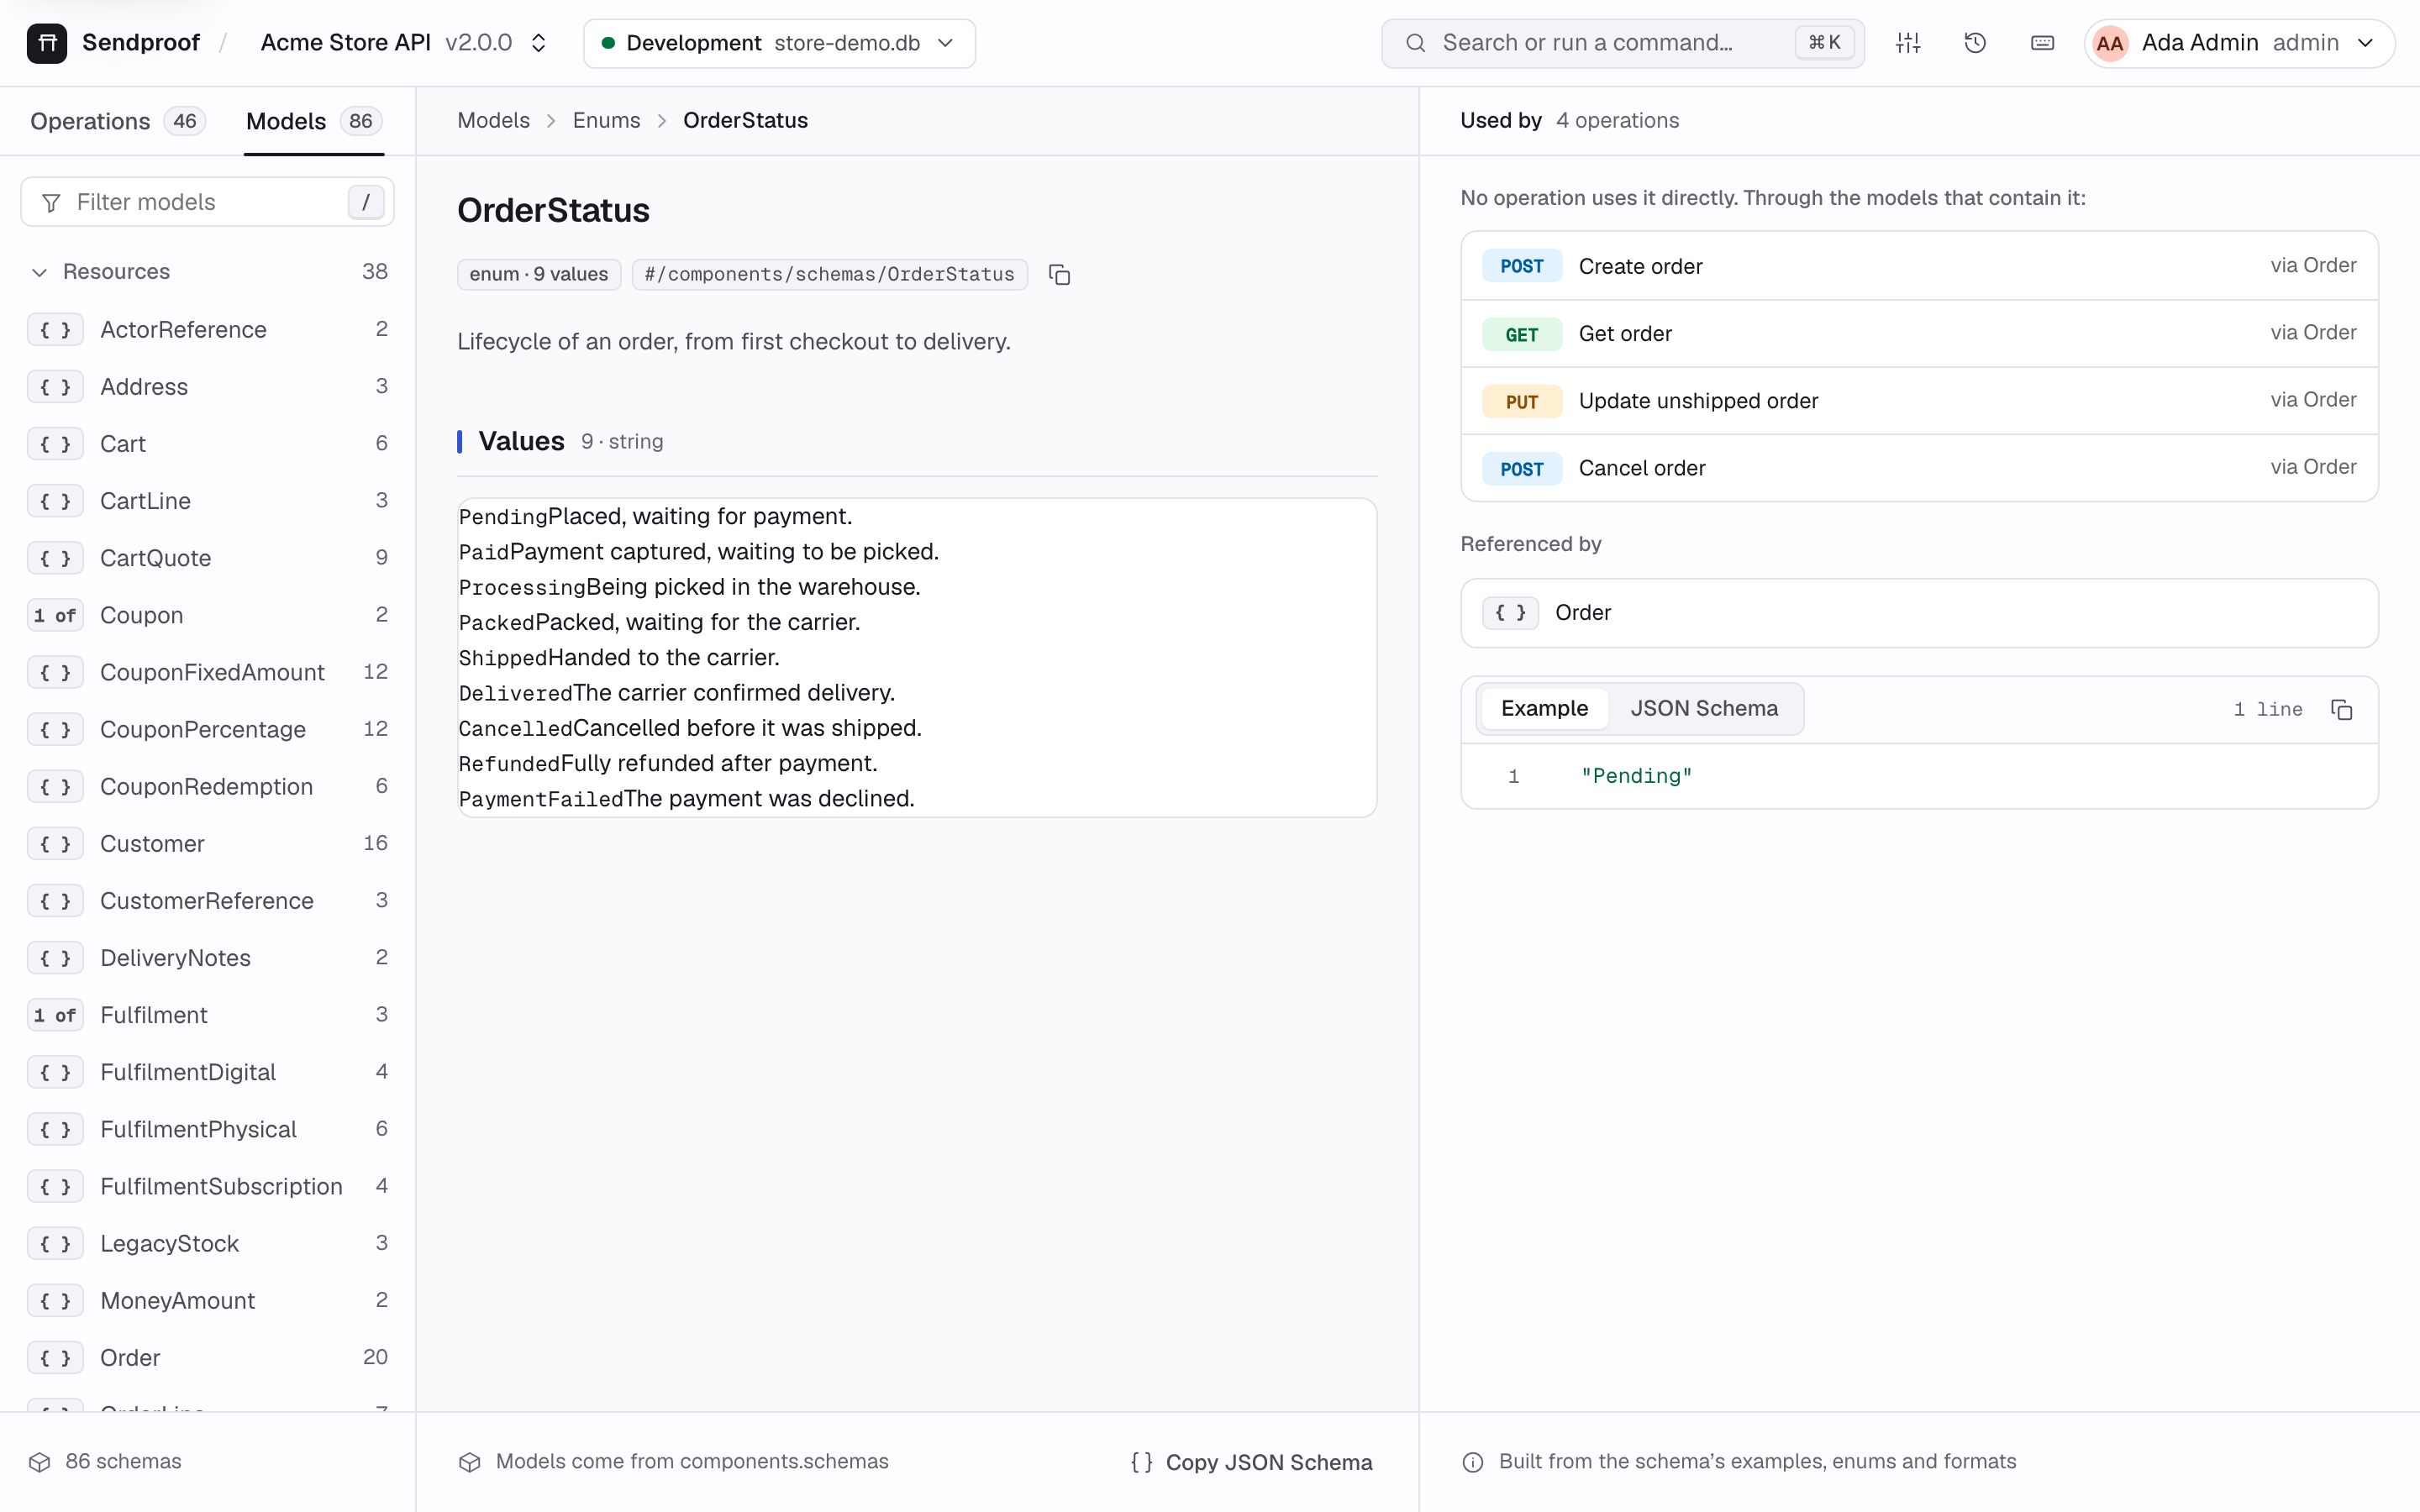 Sendproof / Acme Store API v2.0.0
Development store-demo.db
Search or run a command... ⌘K
AA Ada Admin admin
Operations 46 Models 86
Filter models /
Resources 38
{ } ActorReference 2
{ } Address 3
{ } Cart 6
{ } CartLine 3
{ } CartQuote 9
1 of Coupon 2
{ } CouponFixedAmount 12
{ } CouponPercentage 12
{ } CouponRedemption 6
{ } Customer 16
{ } CustomerReference 3
{ } DeliveryNotes 2
1 of Fulfilment 3
{ } FulfilmentDigital 4
{ } FulfilmentPhysical 6
{ } FulfilmentSubscription 4
{ } LegacyStock 3
{ } MoneyAmount 2
{ } Order 20
86 schemas
Models > Enums > OrderStatus
OrderStatus
enum · 9 values #/components/schemas/OrderStatus
Lifecycle of an order, from first checkout to delivery.
Values 9 · string
PendingPlaced, waiting for payment.
PaidPayment captured, waiting to be picked.
ProcessingBeing picked in the warehouse.
PackedPacked, waiting for the carrier.
ShippedHanded to the carrier.
DeliveredThe carrier confirmed delivery.
CancelledCancelled before it was shipped.
RefundedFully refunded after payment.
PaymentFailedThe payment was declined.
Models come from components.schemas
{ } Copy JSON Schema
Used by 4 operations
No operation uses it directly. Through the models that contain it:
POST Create order via Order
GET Get order via Order
PUT Update unshipped order via Order
POST Cancel order via Order
Referenced by
{ } Order
Example JSON Schema 1 line
1 "Pending"
Built from the schema’s examples, enums and formats